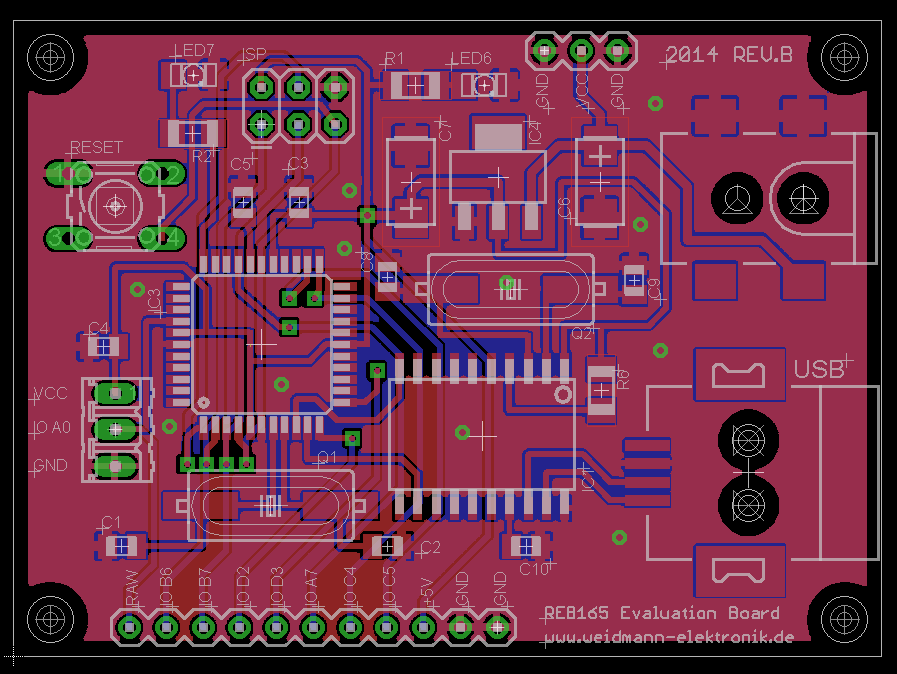 LED7
ISP
R1
LED6
2014 REV.B
GND
VCC
GND
R2
RESET
C7
IC2
C5
C3
1
2
3
4
C6
C8
C9
IC3
C4
Q2
R6
USB
VCC
IO A0
GND
Q1
IC1
C1
C2
C10
RAW
IO B6
IO B7
IO D2
IO D3
IO A7
IO C4
IO C5
+5V
GND
GND
RE8165 Evaluation Board
www.weidmann-elektronik.de